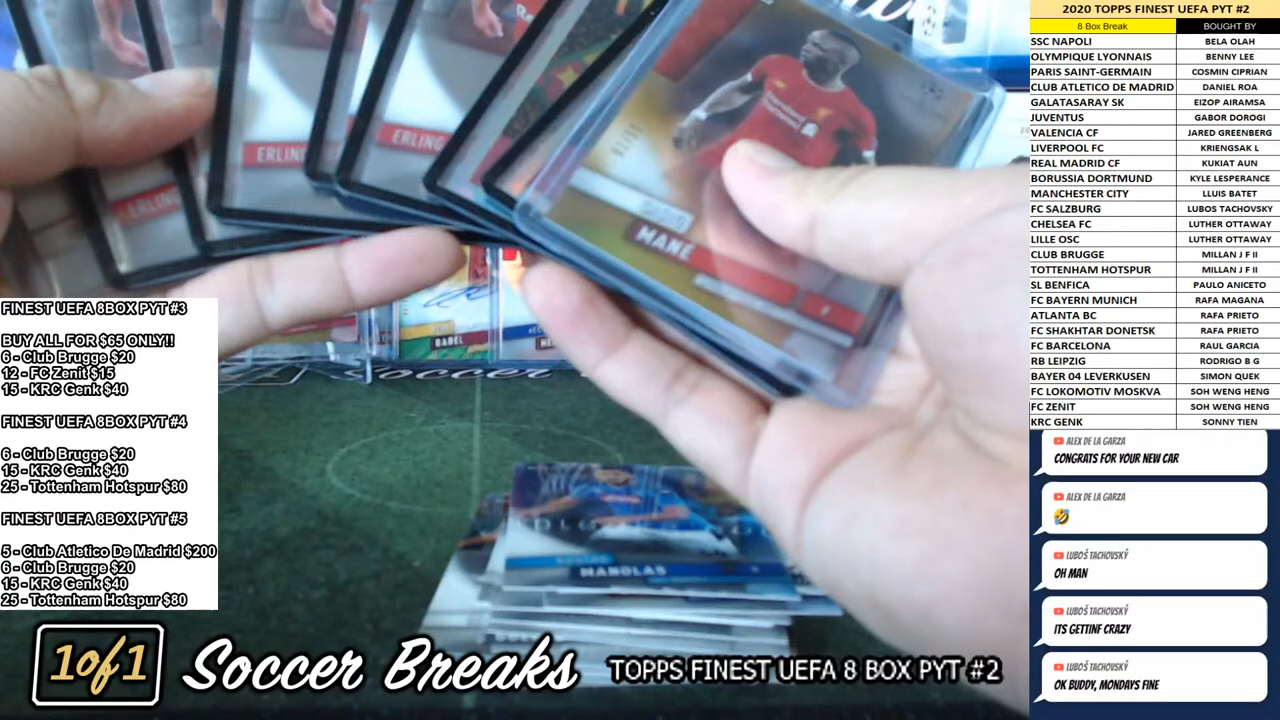 2020 TOPPS FINEST UEFA PYT #2
8 Box Break BOUGHT BY
SSC NAPOLI BELA OLAH
OLYMPIQUE LYONNAIS BENNY LEE
PARIS SAINT-GERMAIN COSMIN CIPRIAN
CLUB ATLETICO DE MADRID DANIEL ROA
GALATASARAY SK EIZOP AIRAMSA
JUVENTUS GABOR DOROGI
VALENCIA CF JARED GREENBERG
LIVERPOOL FC KRIENGSAK L
REAL MADRID CF KUKIAT AUN
BORUSSIA DORTMUND KYLE LESPERANCE
MANCHESTER CITY LLUIS BATET
FC SALZBURG LUBOS TACHOVSKY
CHELSEA FC LUTHER OTTAWAY
LILLE OSC LUTHER OTTAWAY
CLUB BRUGGE MILLAN J F II
TOTTENHAM HOTSPUR MILLAN J F II
SL BENFICA PAULO ANICETO
FC BAYERN MUNICH RAFA MAGANA
ATLANTA BC RAFA PRIETO
FC SHAKHTAR DONETSK RAFA PRIETO
FC BARCELONA RAUL GARCIA
RB LEIPZIG RODRIGO B G
BAYER 04 LEVERKUSEN SIMON QUEK
FC LOKOMOTIV MOSKVA SOH WENG HENG
FC ZENIT SOH WENG HENG
KRC GENK SONNY TIEN
ERLING
ERLING
ERLING
MANE
BABEL
Soccer
MANOLAS
FINEST UEFA 8BOX PYT #3
BUY ALL FOR $65 ONLY!!
6 - Club Brugge $20
12 - FC Zenit $15
15 - KRC Genk $40
FINEST UEFA 8BOX PYT #4
6 - Club Brugge $20
15 - KRC Genk $40
25 - Tottenham Hotspur $80
FINEST UEFA 8BOX PYT #5
5 - Club Atletico De Madrid $200
6 - Club Brugge $20
15 - KRC Genk $40
25 - Tottenham Hotspur $80
ALEX DE LA GARZA
CONGRATS FOR YOUR NEW CAR
ALEX DE LA GARZA
🤣
LUBOŠ TACHOVSKÝ
OH MAN
LUBOŠ TACHOVSKÝ
ITS GETTINF CRAZY
LUBOŠ TACHOVSKÝ
OK BUDDY, MONDAYS FINE
1of1 Soccer Breaks TOPPS FINEST UEFA 8 BOX PYT #2